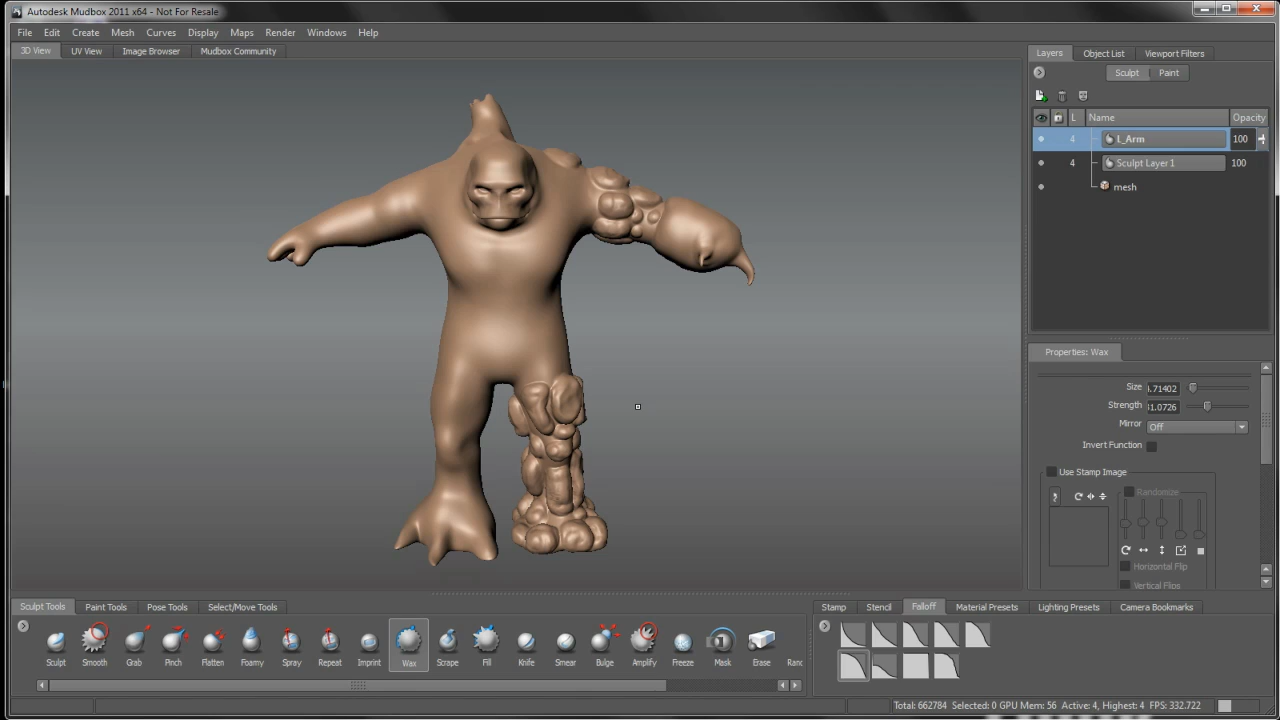 Autodesk Mudbox 2011 x64 - Not For Resale
File Edit Create Mesh Curves Display Maps Render Windows Help
3D View UV View Image Browser Mudbox Community
Layers Object List Viewport Filters
Sculpt Paint
L Name Opacity
4 L_Arm 100
4 Sculpt Layer 1 100
mesh
Properties: Wax
Size .71402
Strength 31.0726
Mirror Off
Invert Function
Use Stamp Image
Randomize
Horizontal Flip
Vertical Flips
Sculpt Tools Paint Tools Pose Tools Select/Move Tools
Stamp Stencil Falloff Material Presets Lighting Presets Camera Bookmarks
Sculpt Smooth Grab Pinch Flatten Foamy Spray Repeat Imprint Wax Scrape Fill Knife Smear Bulge Amplify Freeze Mask Erase Ranc
Total: 662784 Selected: 0 GPU Mem: 56 Active: 4, Highest: 4 FPS: 332.722